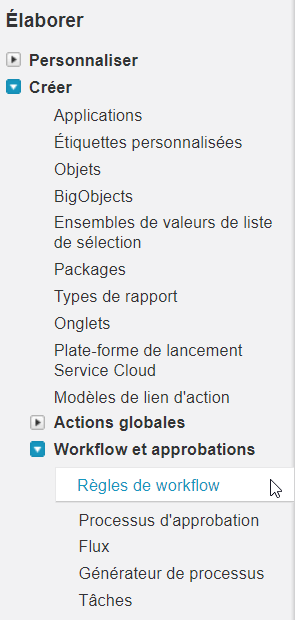 Élaborer
Personnaliser
Créer
Applications
Étiquettes personnalisées
Objets
BigObjects
Ensembles de valeurs de liste
de sélection
Packages
Types de rapport
Onglets
Plate-forme de lancement
Service Cloud
Modèles de lien d'action
Actions globales
Workflow et approbations
Règles de workflow
Processus d'approbation
Flux
Générateur de processus
Tâches